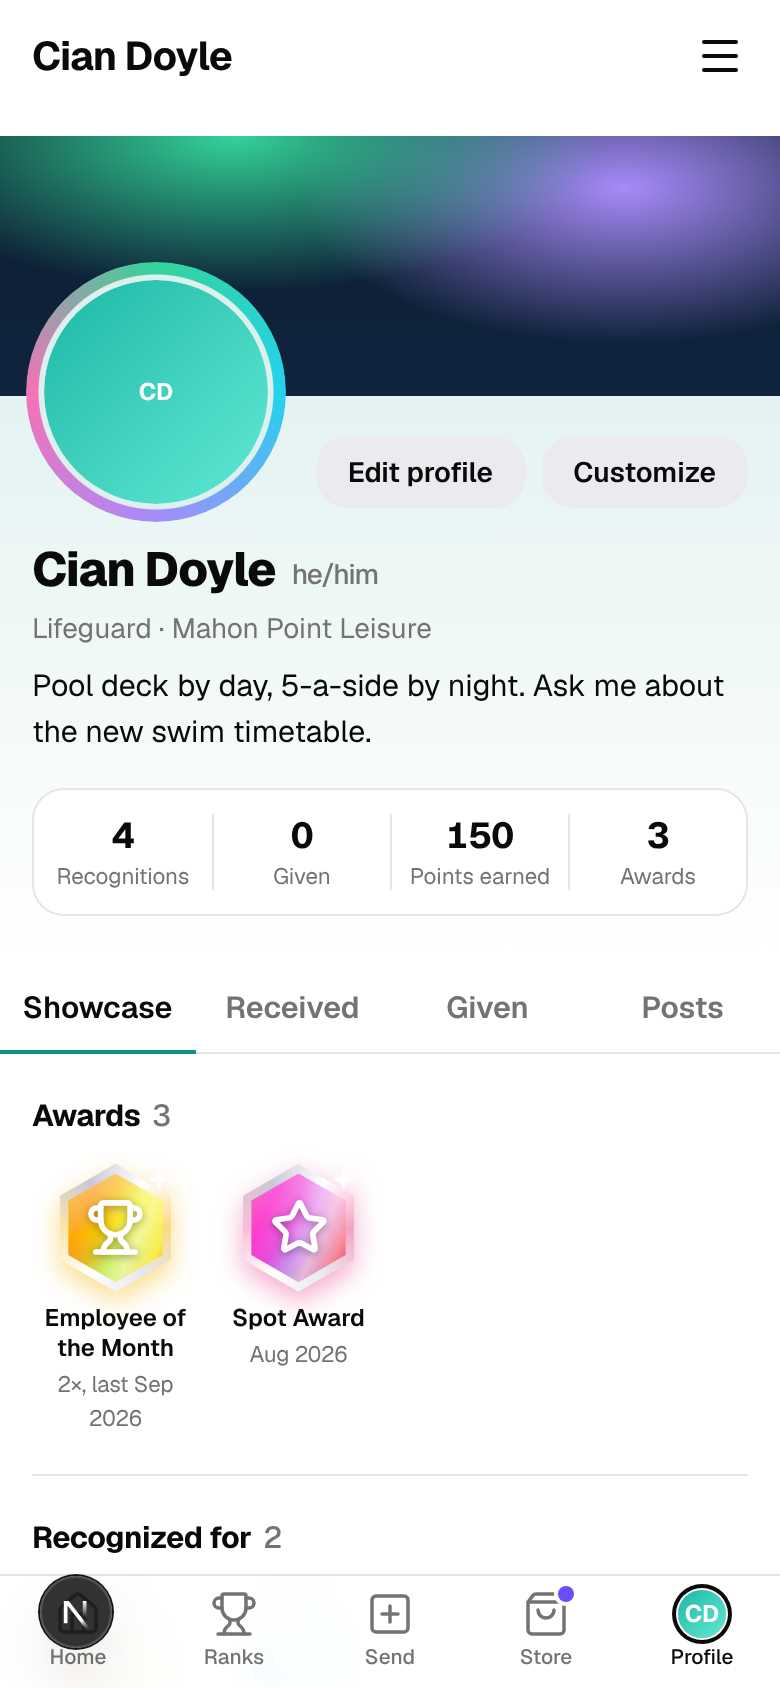 Cian Doyle
CD
Edit profile
Customize
Cian Doyle he/him
Lifeguard · Mahon Point Leisure
Pool deck by day, 5-a-side by night. Ask me about
the new swim timetable.
4
Recognitions
0
Given
150
Points earned
3
Awards
Showcase
Received
Given
Posts
Awards 3
Employee of
the Month
2×, last Sep
2026
Spot Award
Aug 2026
Recognized for 2
N
Home
Ranks
Send
Store
CD
Profile